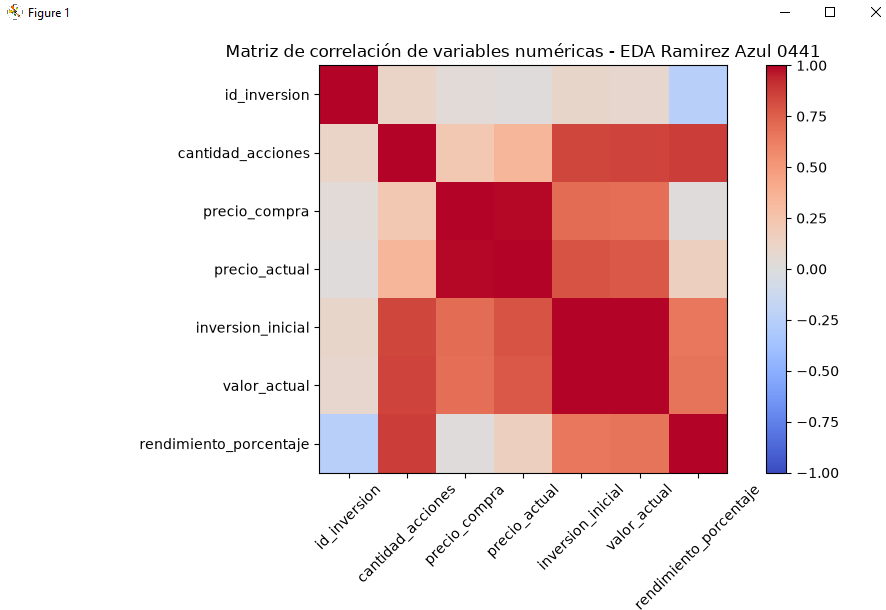 Figure 1
Matriz de correlación de variables numéricas - EDA Ramirez Azul 0441
id_inversion
cantidad_acciones
precio_compra
precio_actual
inversion_inicial
valor_actual
rendimiento_porcentaje
id_inversion
cantidad_acciones
precio_compra
precio_actual
inversion_inicial
valor_actual
rendimiento_porcentaje
1.00
0.75
0.50
0.25
0.00
−0.25
−0.50
−0.75
−1.00